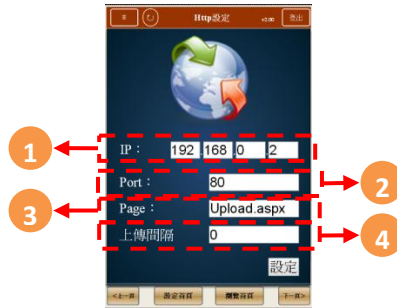 Http設定 v2.00 登出
1
IP： 192 .168 .0 .2
Port： 80
2
Page： Upload.aspx
3
上傳間隔 0
4
設定
<上一頁 設定首頁 瀏覽首頁 下一頁>